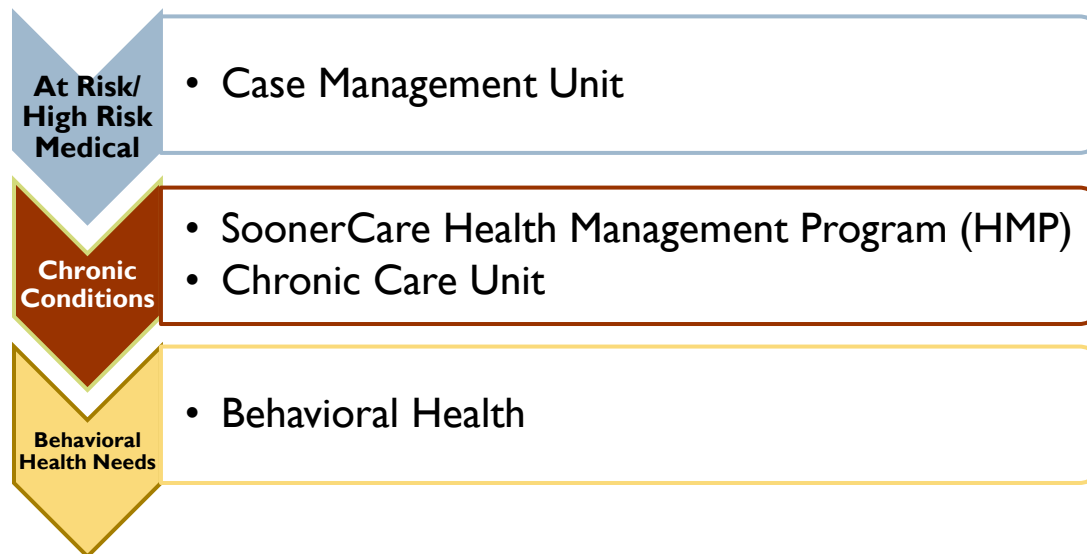 At Risk/
High Risk
Medical
• Case Management Unit
Chronic
Conditions
• SoonerCare Health Management Program (HMP)
• Chronic Care Unit
Behavioral
Health Needs
• Behavioral Health